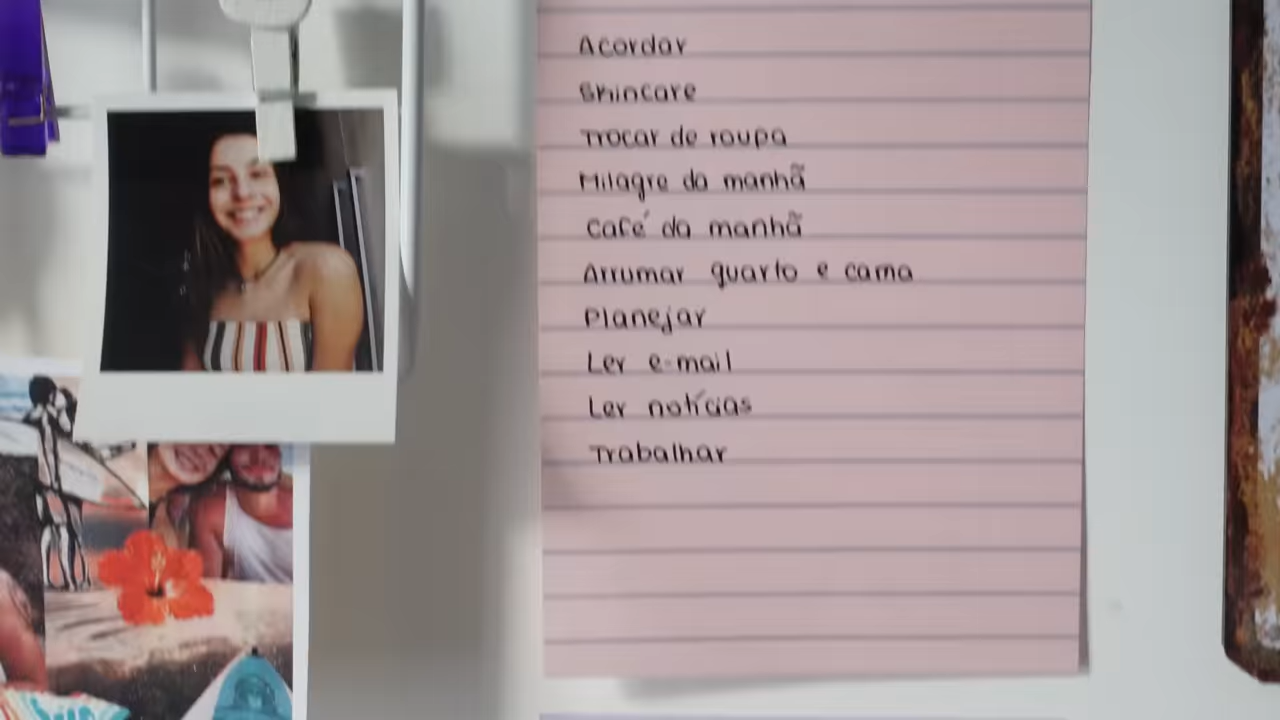 Acordar
Skincare
Trocar de roupa
Milagre da manhã
Café da manhã
Arrumar quarto e cama
Planejar
Ler e-mail
Ler notícias
Trabalhar